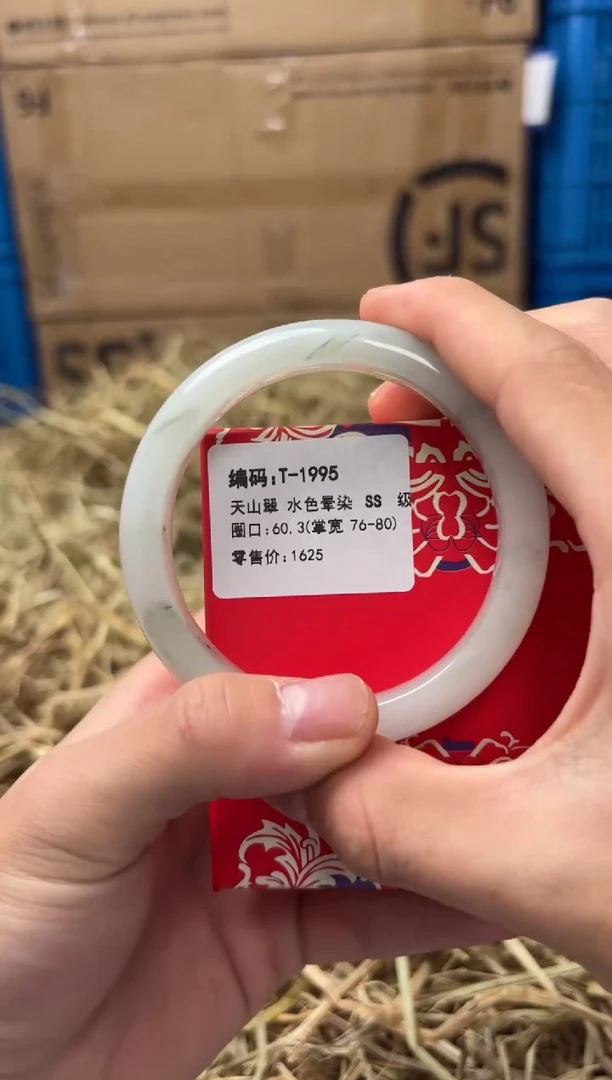 JS
编码:T-1995
天山翠 水色晕染 SS 级
圈口:60.3(掌宽 76-80)
零售价:1625